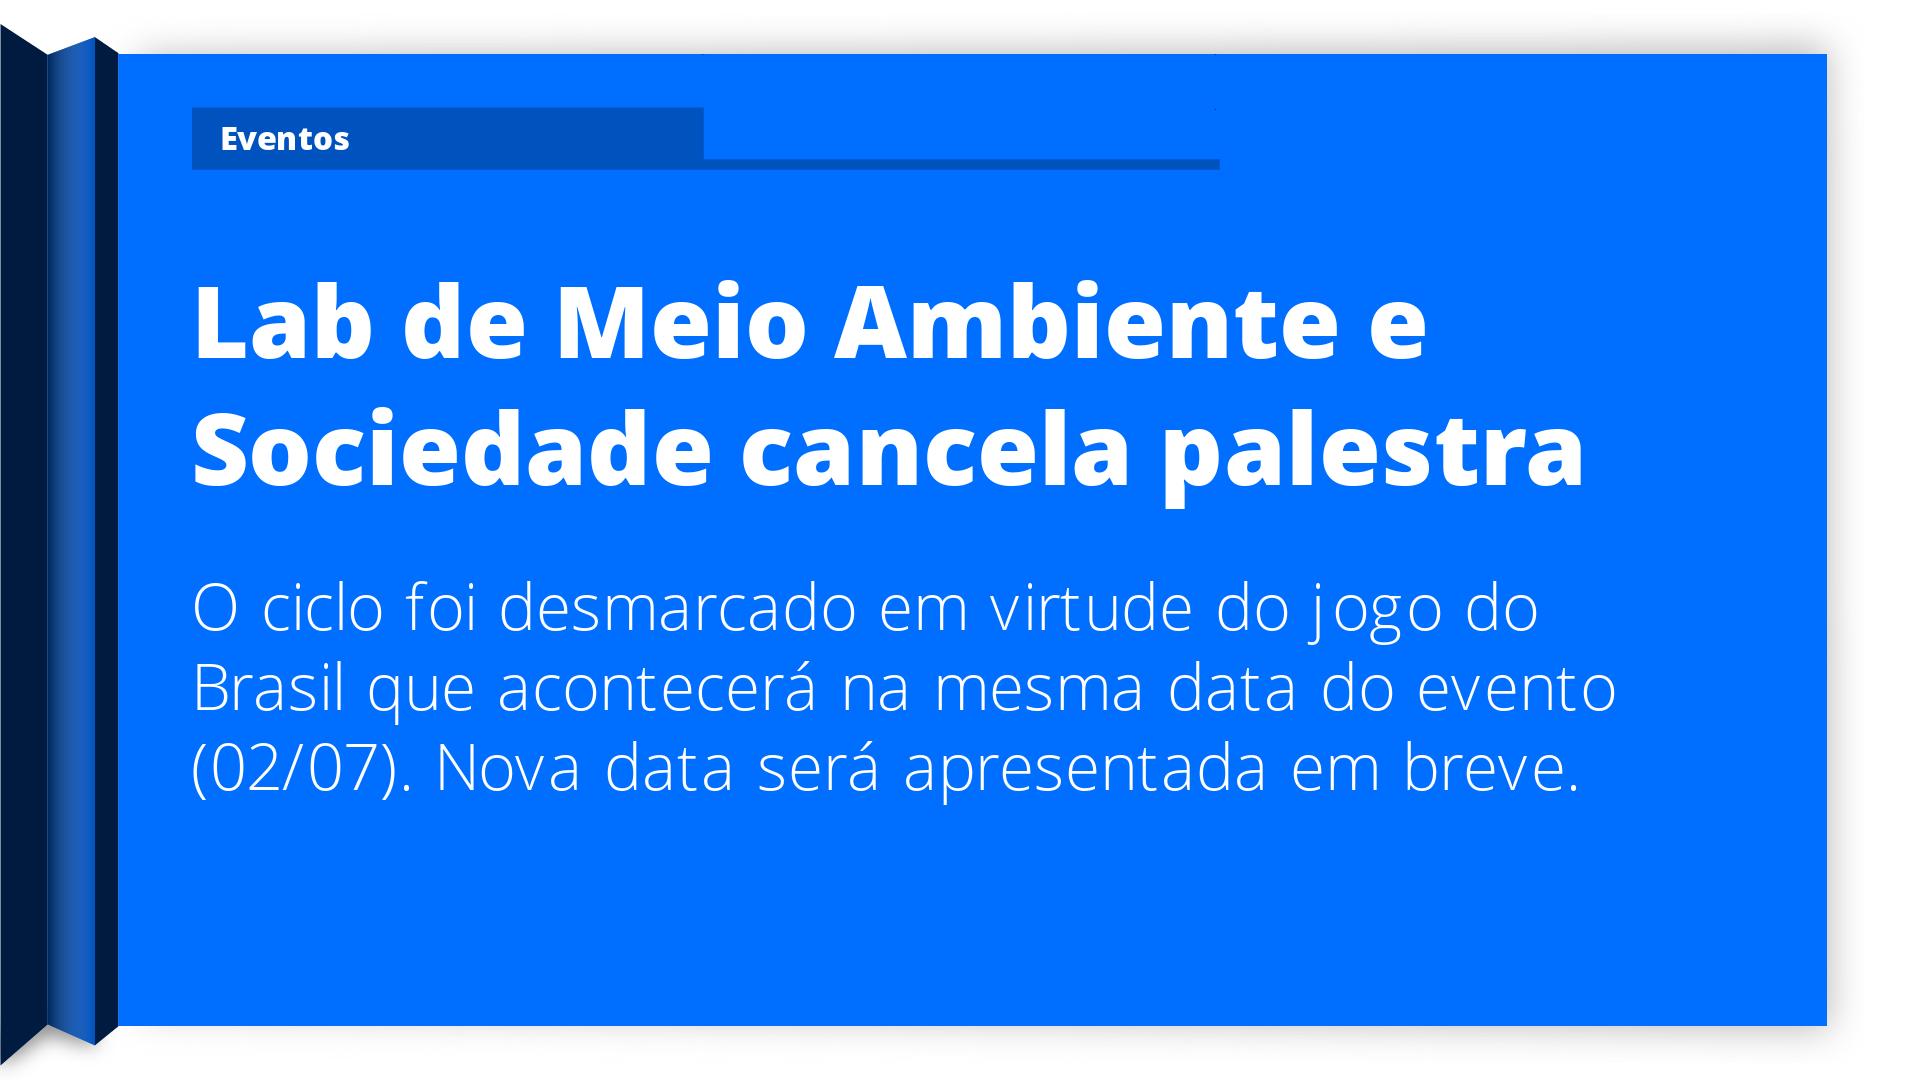 Eventos
Lab de Meio Ambiente e
Sociedade cancela palestra
O ciclo foi desmarcado em virtude do jogo do
Brasil que acontecerá na mesma data do evento
(02/07). Nova data será apresentada em breve.